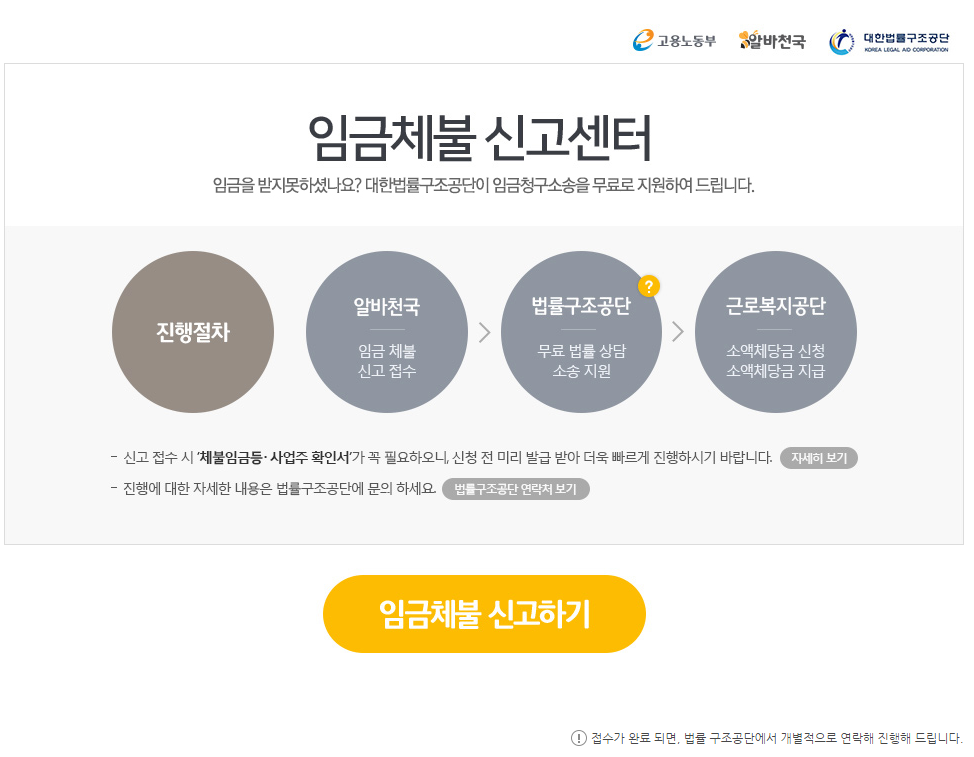 고용노동부 알바천국 대한법률구조공단
KOREA LEGAL AID CORPORATION
임금체불 신고센터
임금을 받지못하셨나요? 대한법률구조공단이 임금청구소송을 무료로 지원하여 드립니다.
진행절차
알바천국
임금 체불
신고 접수
?
법률구조공단
무료 법률 상담
소송 지원
근로복지공단
소액체당금 신청
소액체당금 지급
- 신고 접수 시 '체불임금등·사업주 확인서'가 꼭 필요하오니, 신청 전 미리 발급 받아 더욱 빠르게 진행하시기 바랍니다. 자세히 보기
- 진행에 대한 자세한 내용은 법률구조공단에 문의 하세요. 법률구조공단 연락처 보기
임금체불 신고하기
! 접수가 완료 되면, 법률 구조공단에서 개별적으로 연락해 진행해 드립니다.